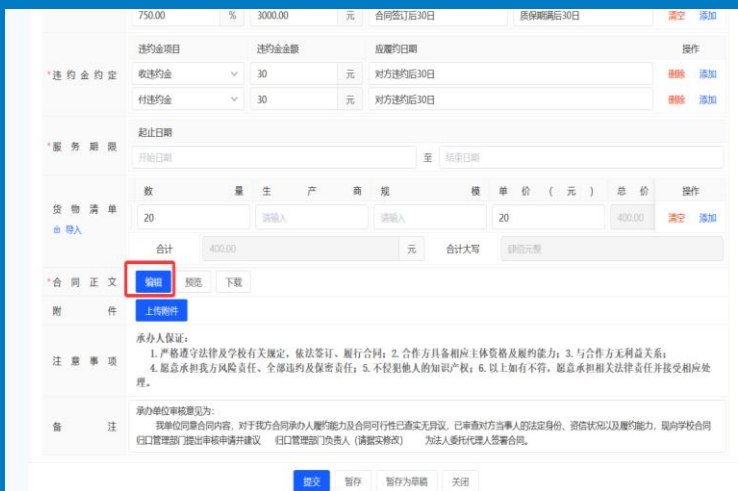 750.00 % 3000.00 元 合同签订后30日 质保期满后30日 清空 添加
违约金项目 违约金金额 应履约日期 操作
*违约金约定 收违约金 30 元 对方违约后30日 删除 添加
付违约金 30 元 对方违约后30日 删除 添加
*服务期限 起止日期
开始日期 至 结束日期
货物清单 数量 生产商 规模 单价(元) 总价 操作
导入 20 请输入 请输入 20 400.00 清空 添加
合计 400.00 元 合计大写 肆佰元整
*合同正文 编辑 预览 下载
附件 上传附件
注意事项 承办人保证:
1.严格遵守法律及学校有关规定,依法签订、履行合同;2.合作方具备相应主体资格及履约能力;3.与合作方无利益关系;
4.愿意承担我方风险责任、全部违约及保密责任;5.不侵犯他人的知识产权;6.以上如有不符,愿意承担相关法律责任并接受相应处
理。
备注 承办单位审核意见为:
我单位同意合同内容,对于我方合同承办人履约能力及合同可行性已查实无异议,已审查对方当事人的法定身份、资信状况以及履约能力,现向学校合同
归口管理部门提出审核申请并建议 归口管理部门负责人(请据实修改) 为法人委托代理人签署合同。
提交 暂存 暂存为草稿 关闭